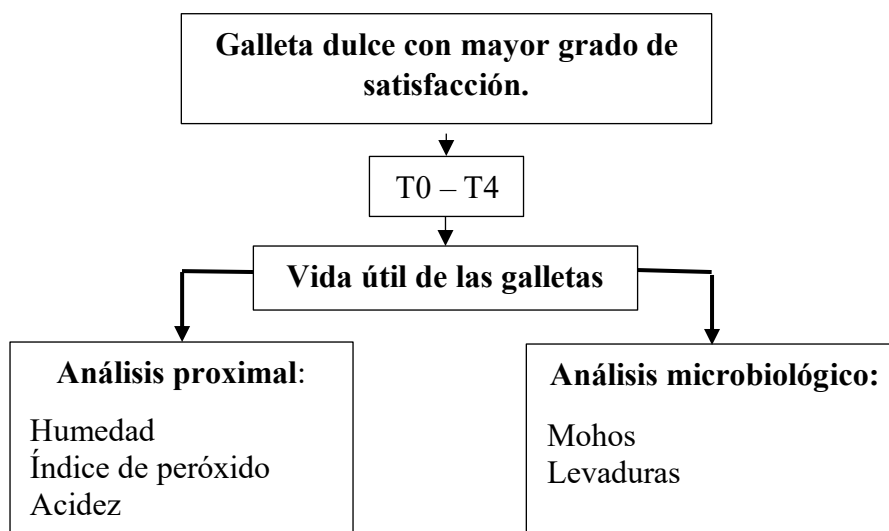 Galleta dulce con mayor grado de
satisfacción.
T0 – T4
Vida útil de las galletas
Análisis proximal:
Humedad
Índice de peróxido
Acidez
Análisis microbiológico:
Mohos
Levaduras